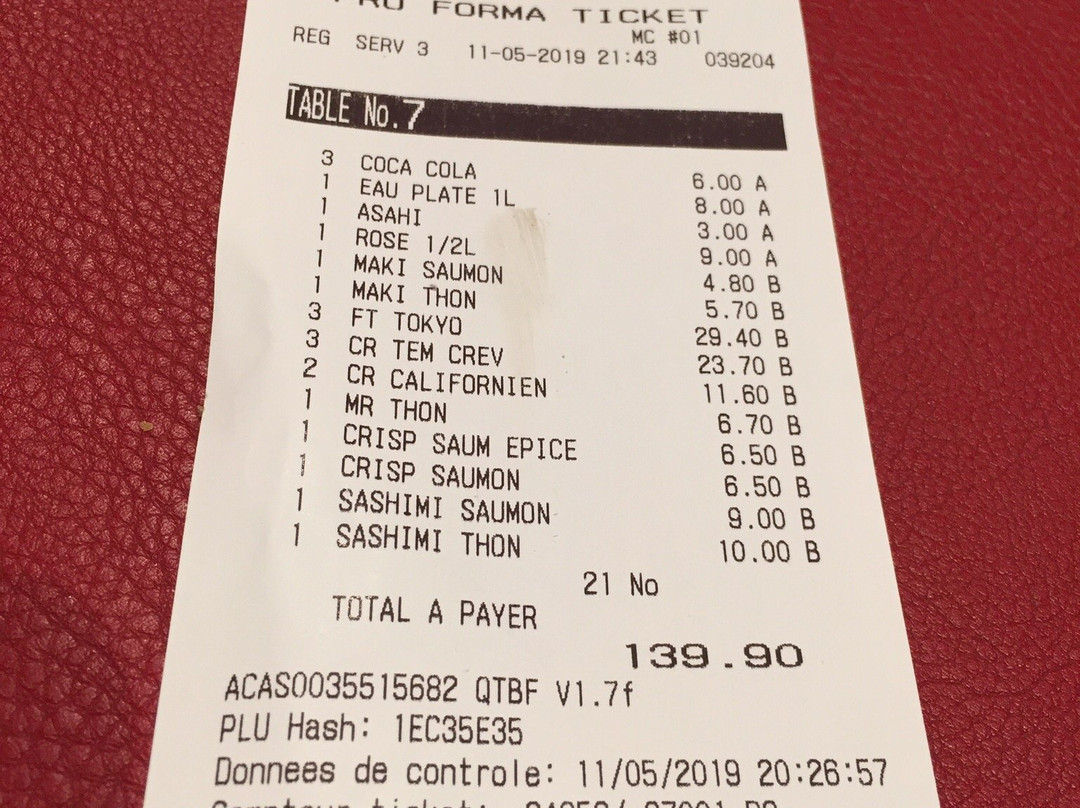 FORMA TICKET
MC #01
REG SERV 3 11-05-2019 21:43 039204
TABLE No.7
3 COCA COLA 6.00 A
1 EAU PLATE 1L 8.00 A
1 ASAHI 3.00 A
1 ROSE 1/2L 9.00 A
1 MAKI SAUMON 4.80 B
1 MAKI THON 5.70 B
3 FT TOKYO 29.40 B
3 CR TEM CREV 23.70 B
2 CR CALIFORNIEN 11.60 B
1 MR THON 6.70 B
1 CRISP SAUM EPICE 6.50 B
1 CRISP SAUMON 6.50 B
1 SASHIMI SAUMON 9.00 B
1 SASHIMI THON 10.00 B
21 No
TOTAL A PAYER
139.90
ACAS0035515682 QTBF V1.7f
PLU Hash: 1EC35E35
Donnees de controle: 11/05/2019 20:26:57